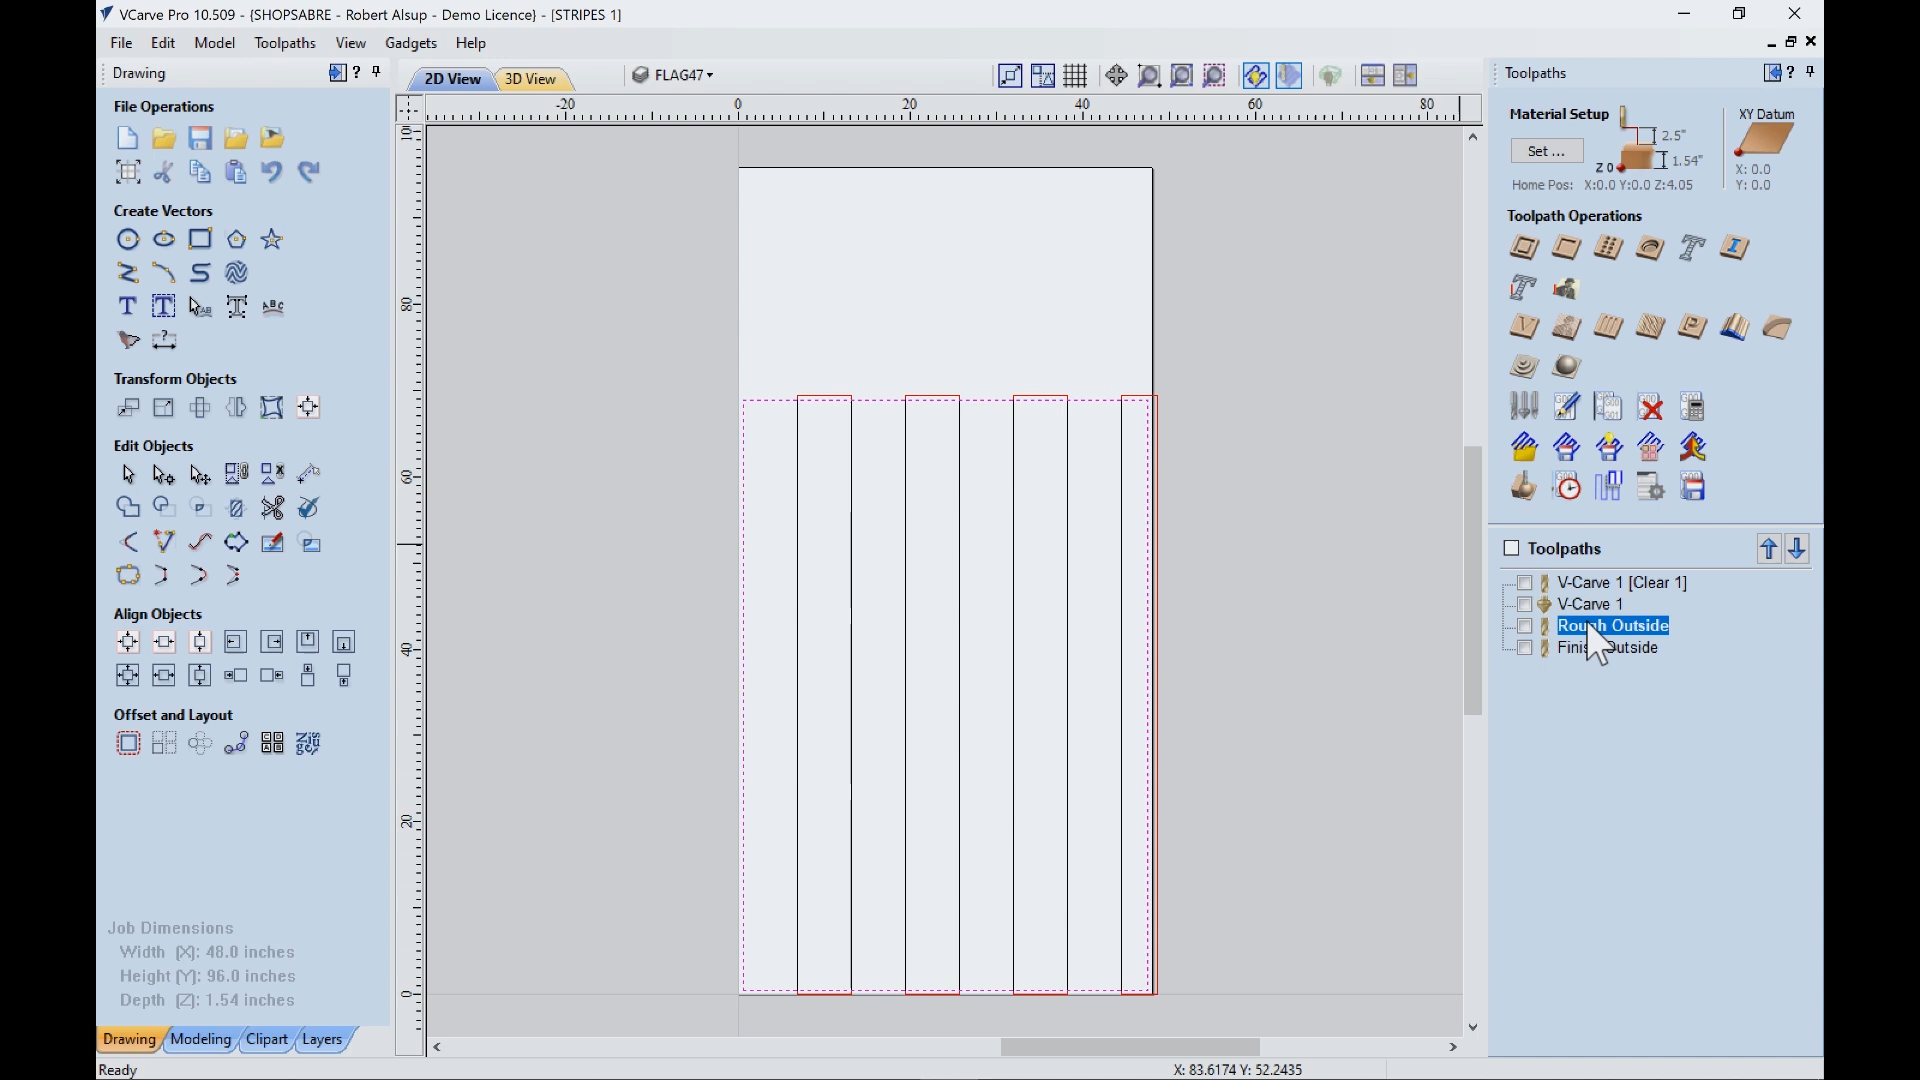 VCarve Pro 10.509 - {SHOPSABRE - Robert Alsup - Demo Licence} - [STRIPES 1]
File Edit Model Toolpaths View Gadgets Help
Drawing
File Operations
Create Vectors
Transform Objects
Edit Objects
Align Objects
Offset and Layout
Job Dimensions
Width (X): 48.0 inches
Height (Y): 96.0 inches
Depth (Z): 1.54 inches
Drawing Modeling Clipart Layers
Ready
2D View 3D View FLAG47
-20 0 20 40 60 80
80
60
40
20
0
X: 83.6174 Y: 52.2435
Toolpaths
Material Setup
Set ...
2.5"
1.54"
Z 0
XY Datum
X: 0.0
Y: 0.0
Home Pos: X:0.0 Y:0.0 Z:4.05
Toolpath Operations
Toolpaths
V-Carve 1 [Clear 1]
V-Carve 1
Rough Outside
Finish Outside